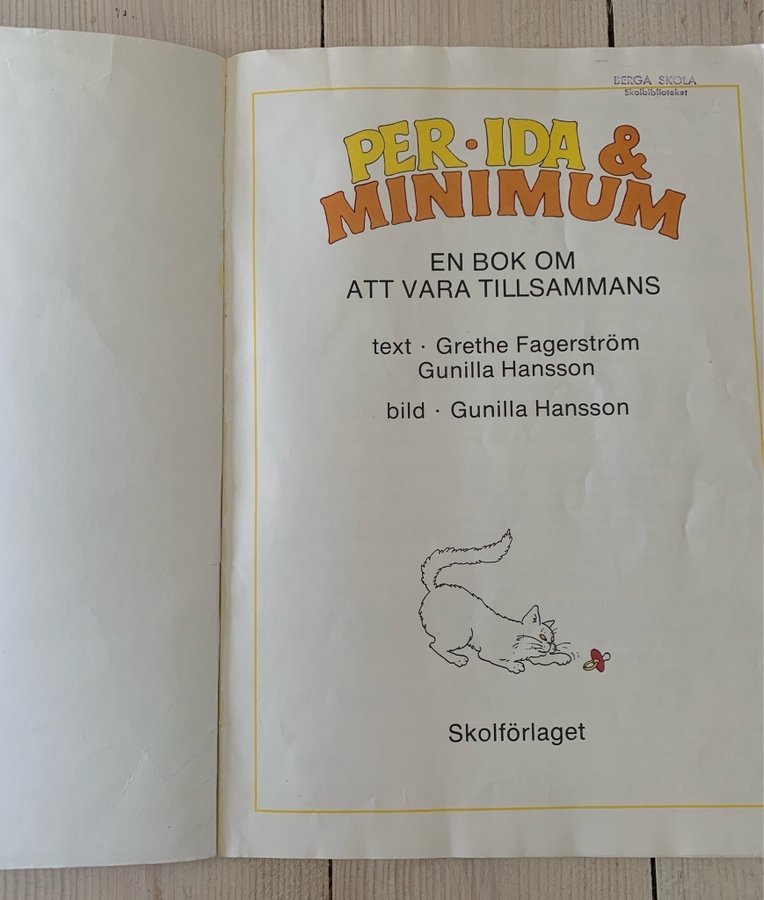 BERGA SKOLA
Skolbiblioteket
PER · IDA &
MINIMUM
EN BOK OM
ATT VARA TILLSAMMANS
text · Grethe Fagerström
Gunilla Hansson
bild · Gunilla Hansson
Skolförlaget